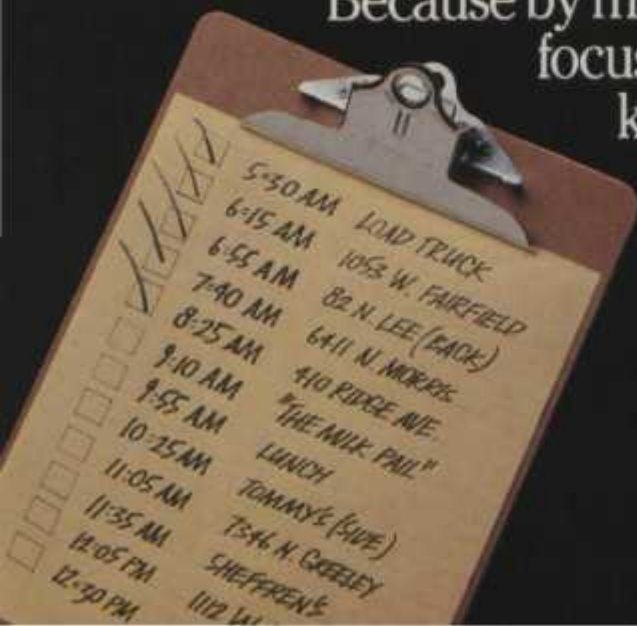 Because by
focus
k
5:30 AM LOAD TRUCK
6:15 AM 1053 W. FAIRFIELD
6:55 AM 82 N. LEE (BACK)
7:40 AM 6411 N. MORRIS
8:25 AM 410 RIDGE AVE.
9:10 AM "THE MILK PAIL"
9:55 AM LUNCH
10:25 AM TOMMY'S (SIDE)
11:05 AM 7346 N. GREELEY
11:35 AM SHEFFREN'S
12:05 PM 1112 W.
12:30 PM